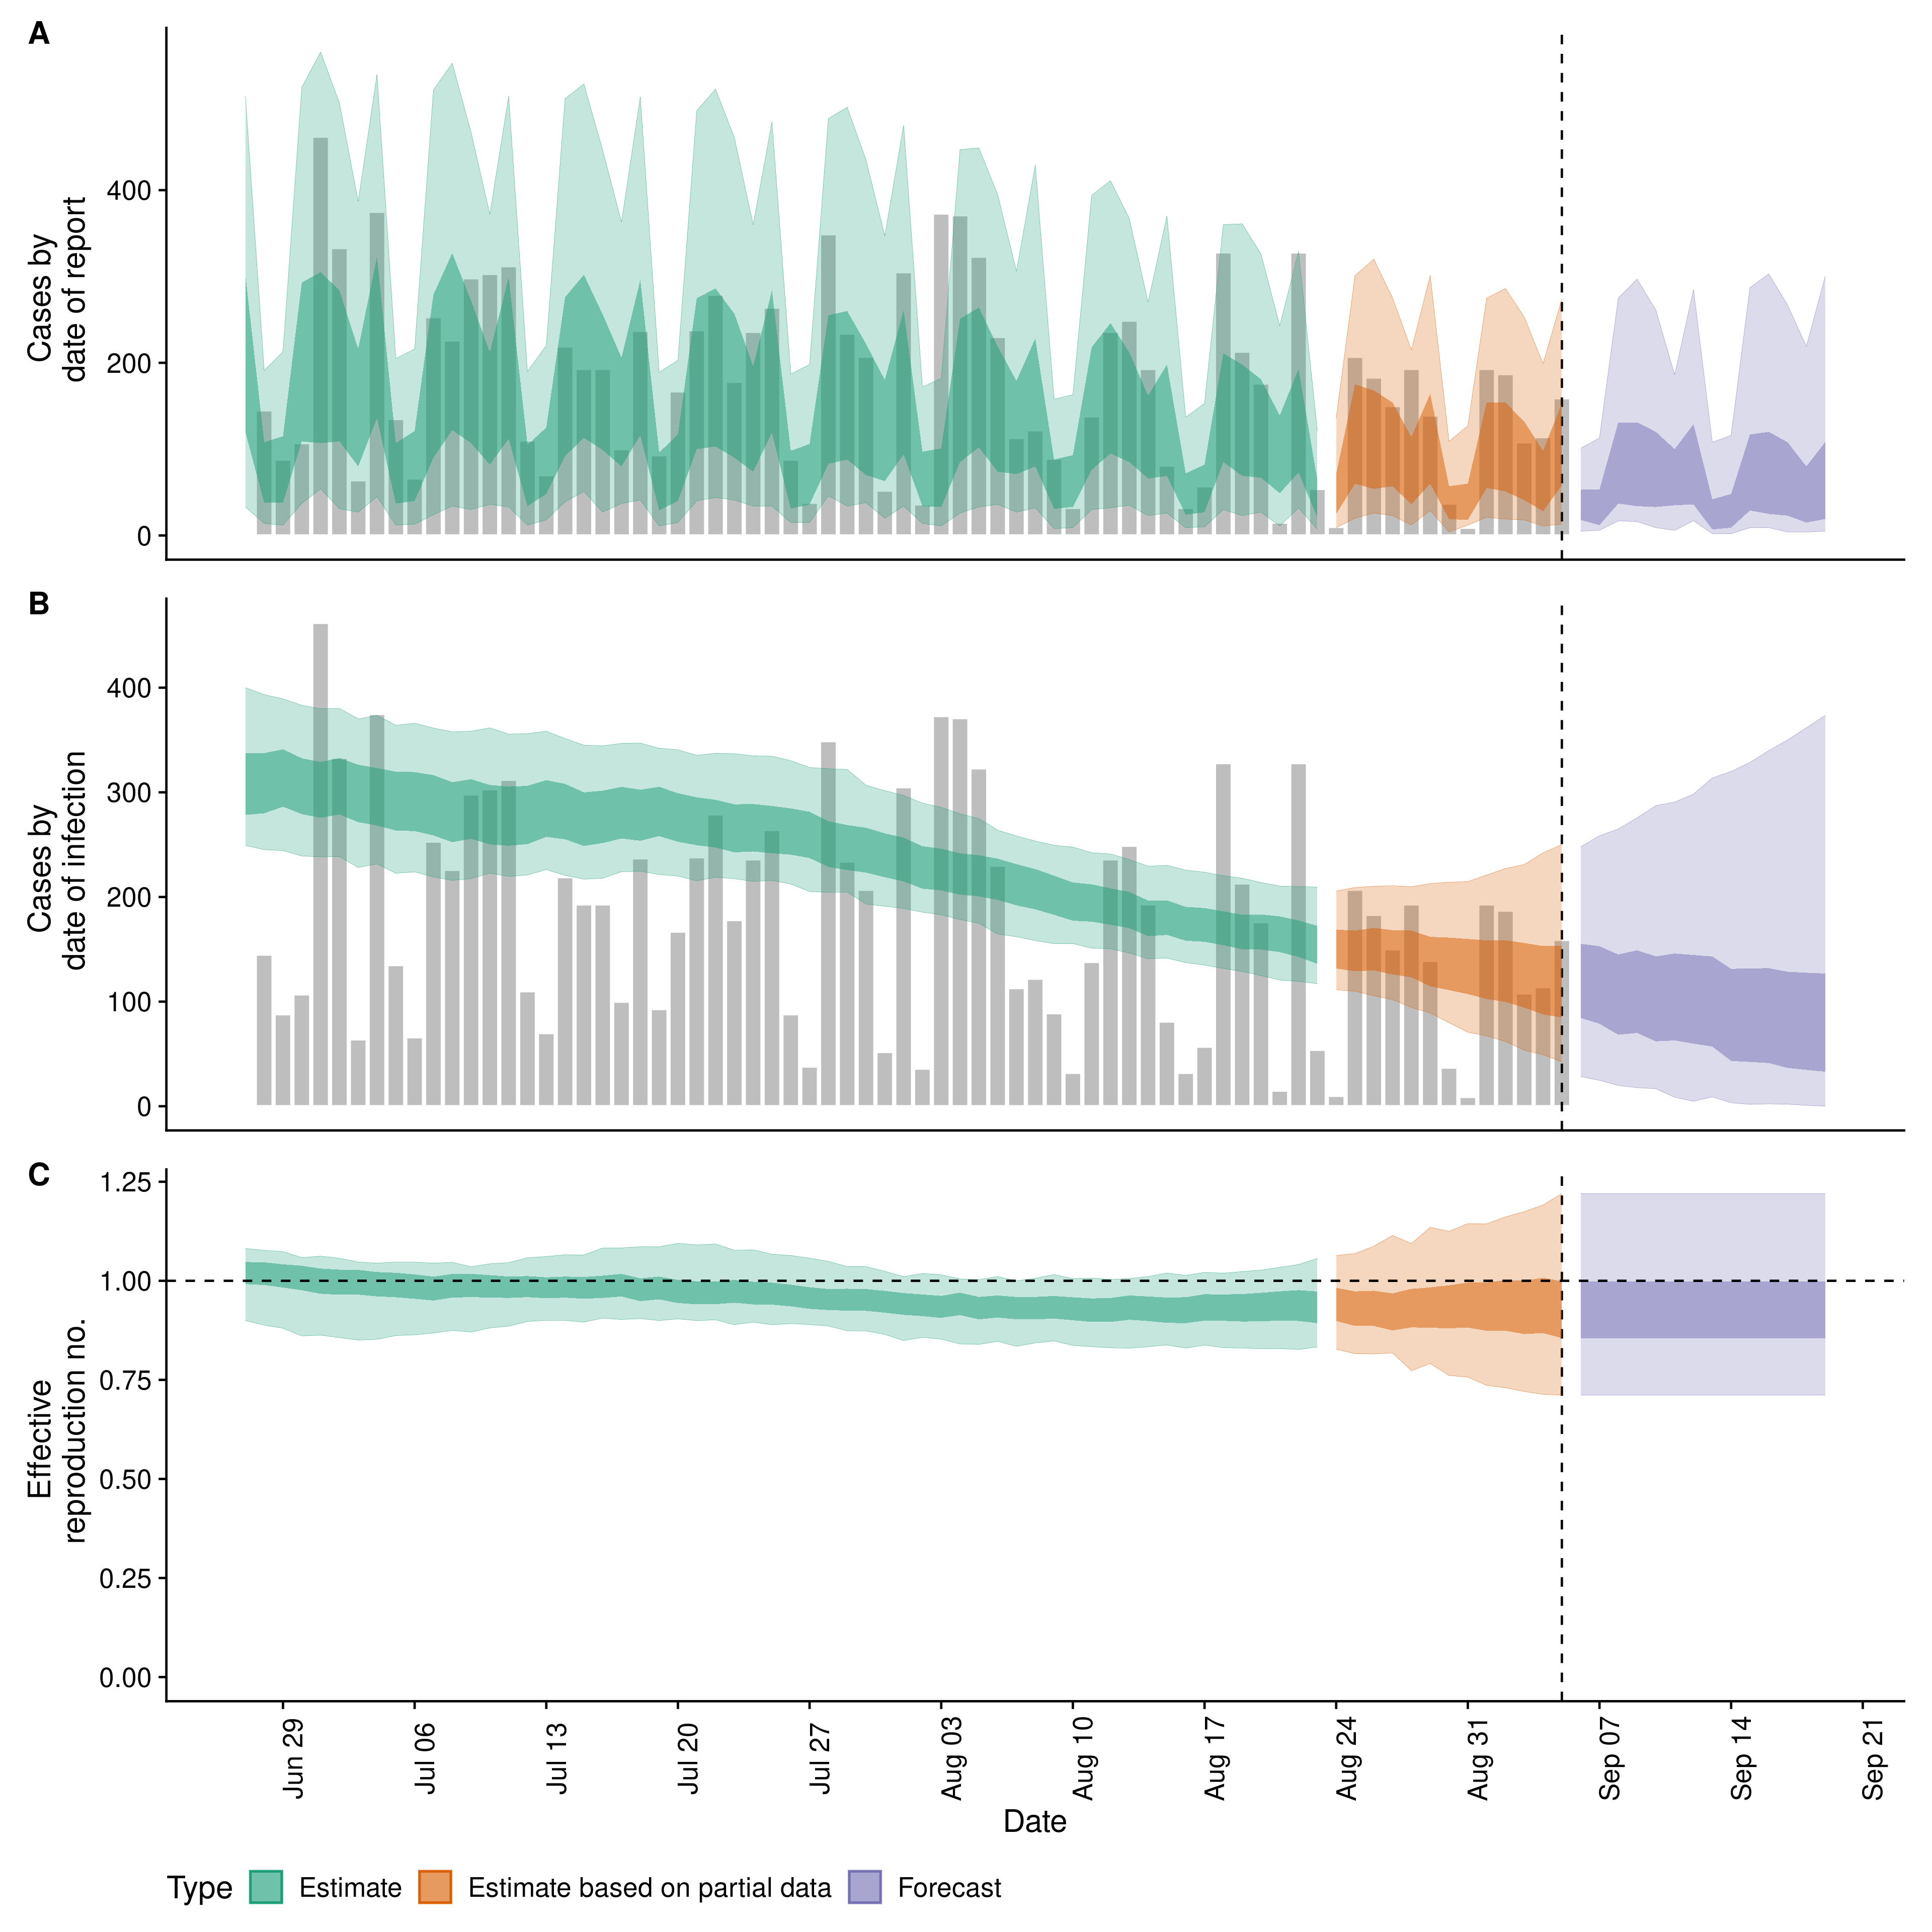 A
Cases by
date of report
400
200
0
B
Cases by
date of infection
400
300
200
100
0
C
Effective
reproduction no.
1.25
1.00
0.75
0.50
0.25
0.00
Jun 29
Jul 06
Jul 13
Jul 20
Jul 27
Aug 03
Aug 10
Aug 17
Aug 24
Aug 31
Sep 07
Sep 14
Sep 21
Date
Type Estimate Estimate based on partial data Forecast